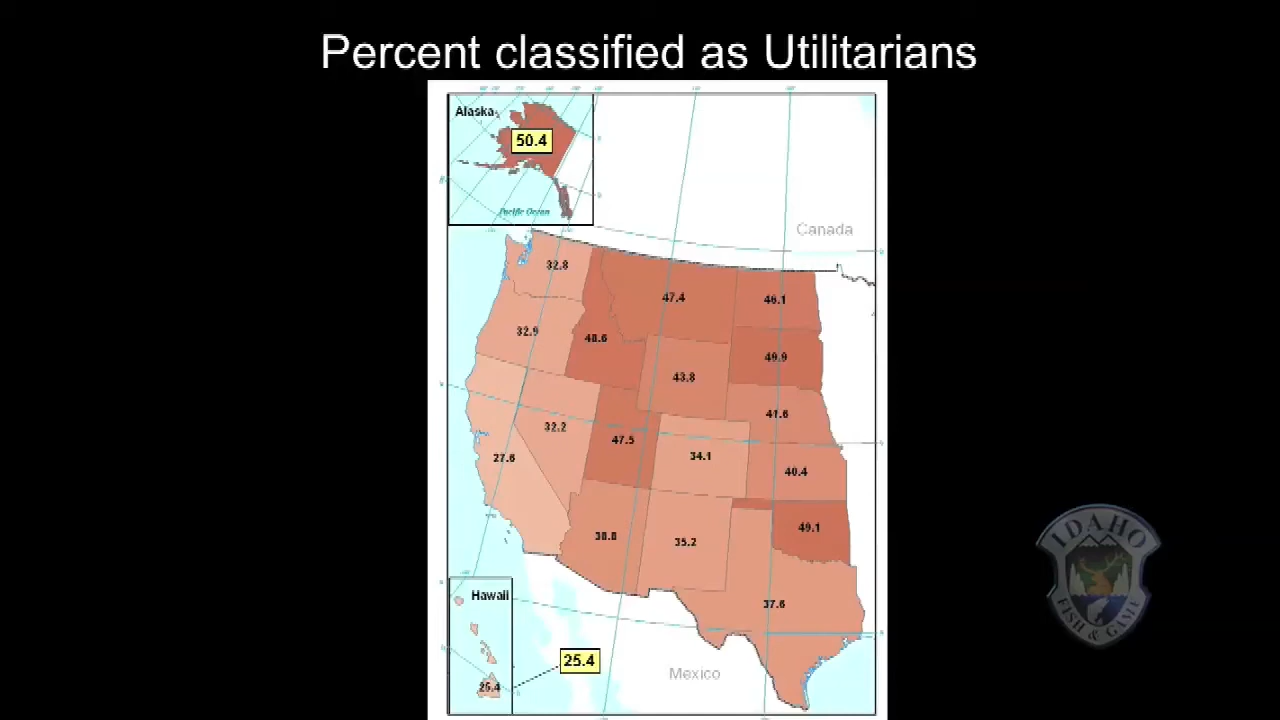 Percent classified as Utilitarians
Alaska
50.4
Pacific Ocean
Canada
32.8
47.4
46.1
32.9
48.6
49.9
43.8
41.6
32.2
47.5
34.1
27.6
40.4
49.1
35.2
37.6
Hawaii
25.4
25.4
Mexico
IDAHO
FISH & GAME